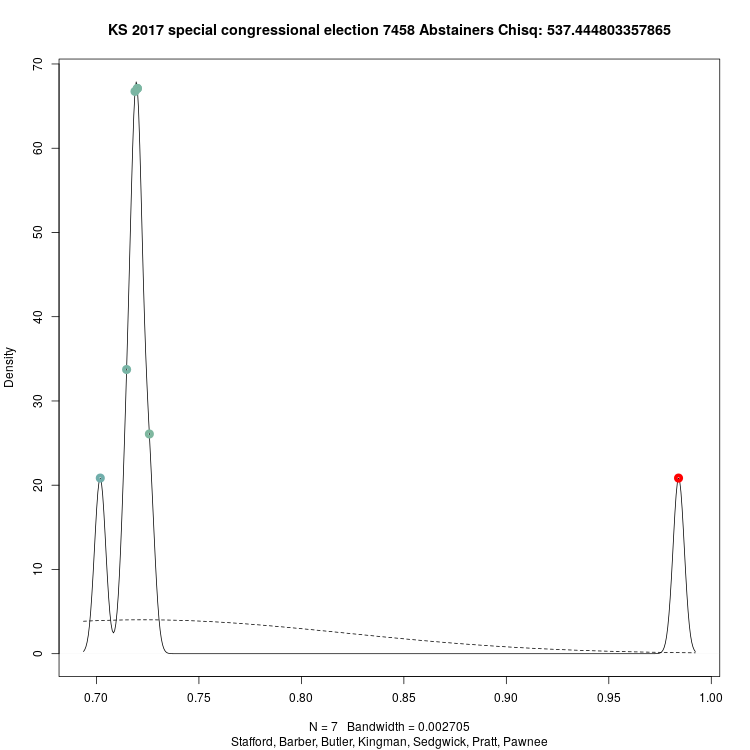 KS 2017 special congressional election 7458 Abstainers Chisq: 537.444803357865
70
60
50
40
30
20
10
0
Density
0.70 0.75 0.80 0.85 0.90 0.95 1.00
N = 7 Bandwidth = 0.002705
Stafford, Barber, Butler, Kingman, Sedgwick, Pratt, Pawnee